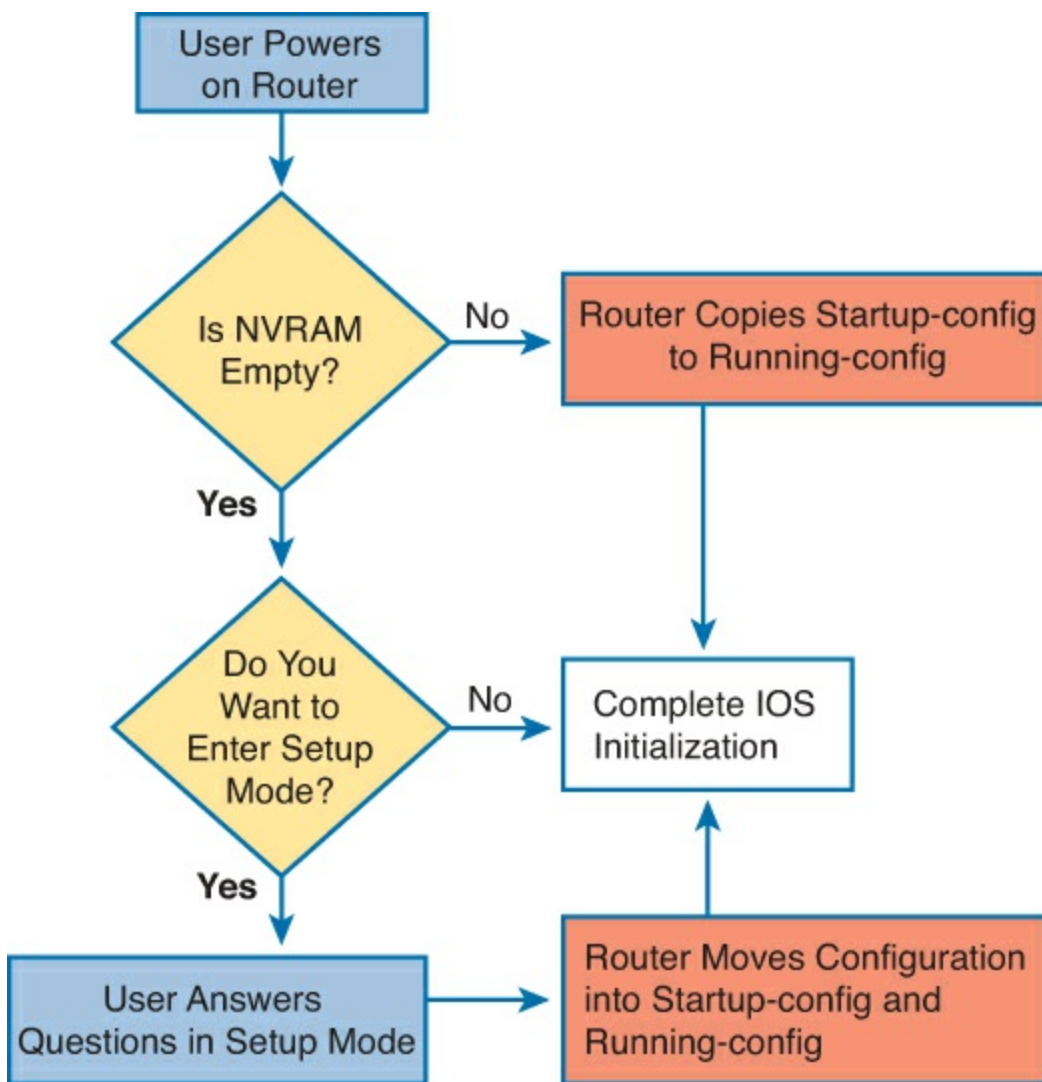 User Powers
on Router
Is NVRAM
Empty?
No
Router Copies Startup-config
to Running-config
Yes
Do You
Want to
Enter Setup
Mode?
No
Complete IOS
Initialization
Yes
User Answers
Questions in Setup Mode
Router Moves Configuration
into Startup-config and
Running-config